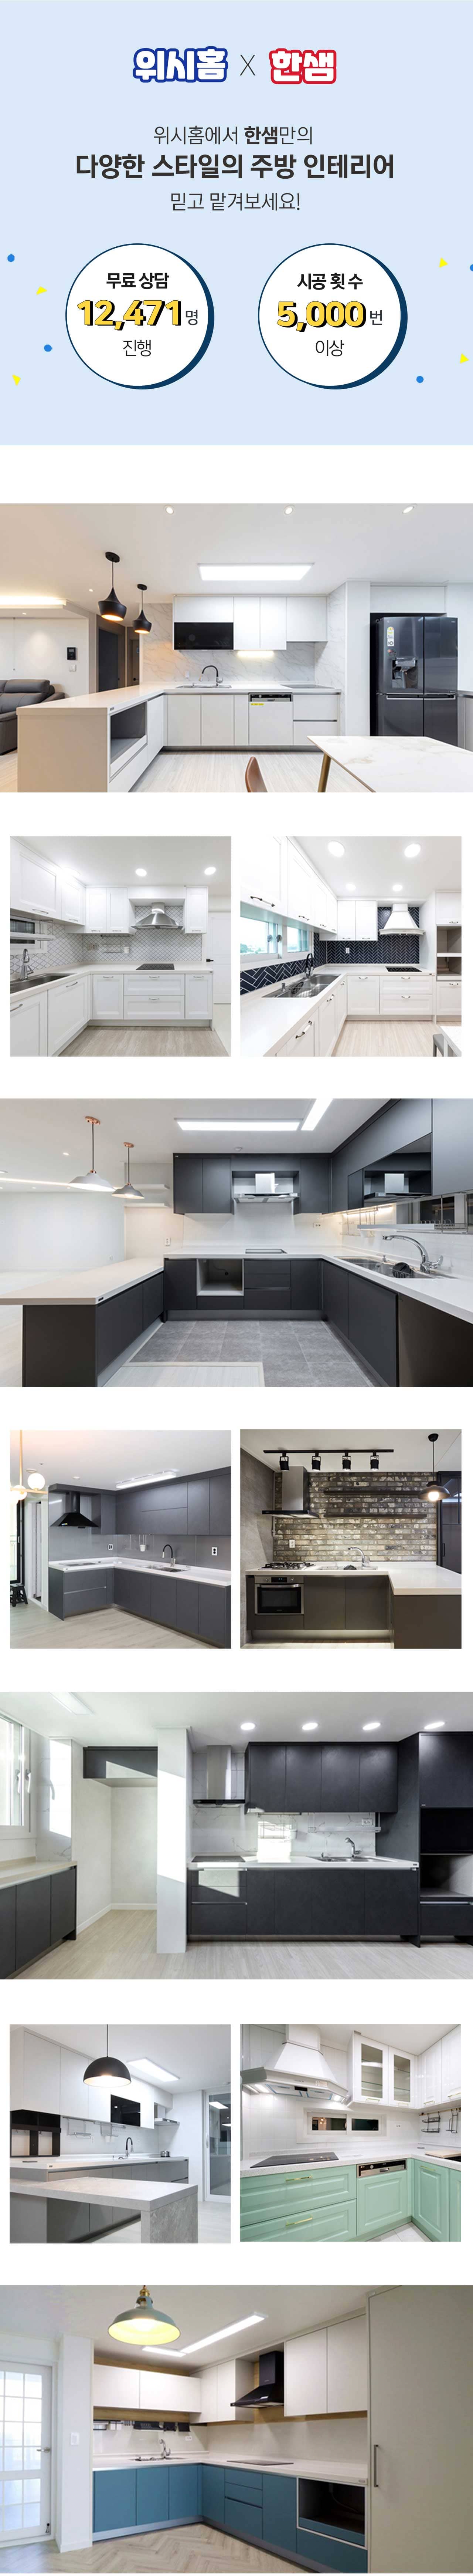 위시홈 X 한샘
위시홈에서 한샘만의
다양한 스타일의 주방 인테리어
믿고 맡겨보세요!
무료 상담
12,471명
진행
시공 횟수
5,000번
이상